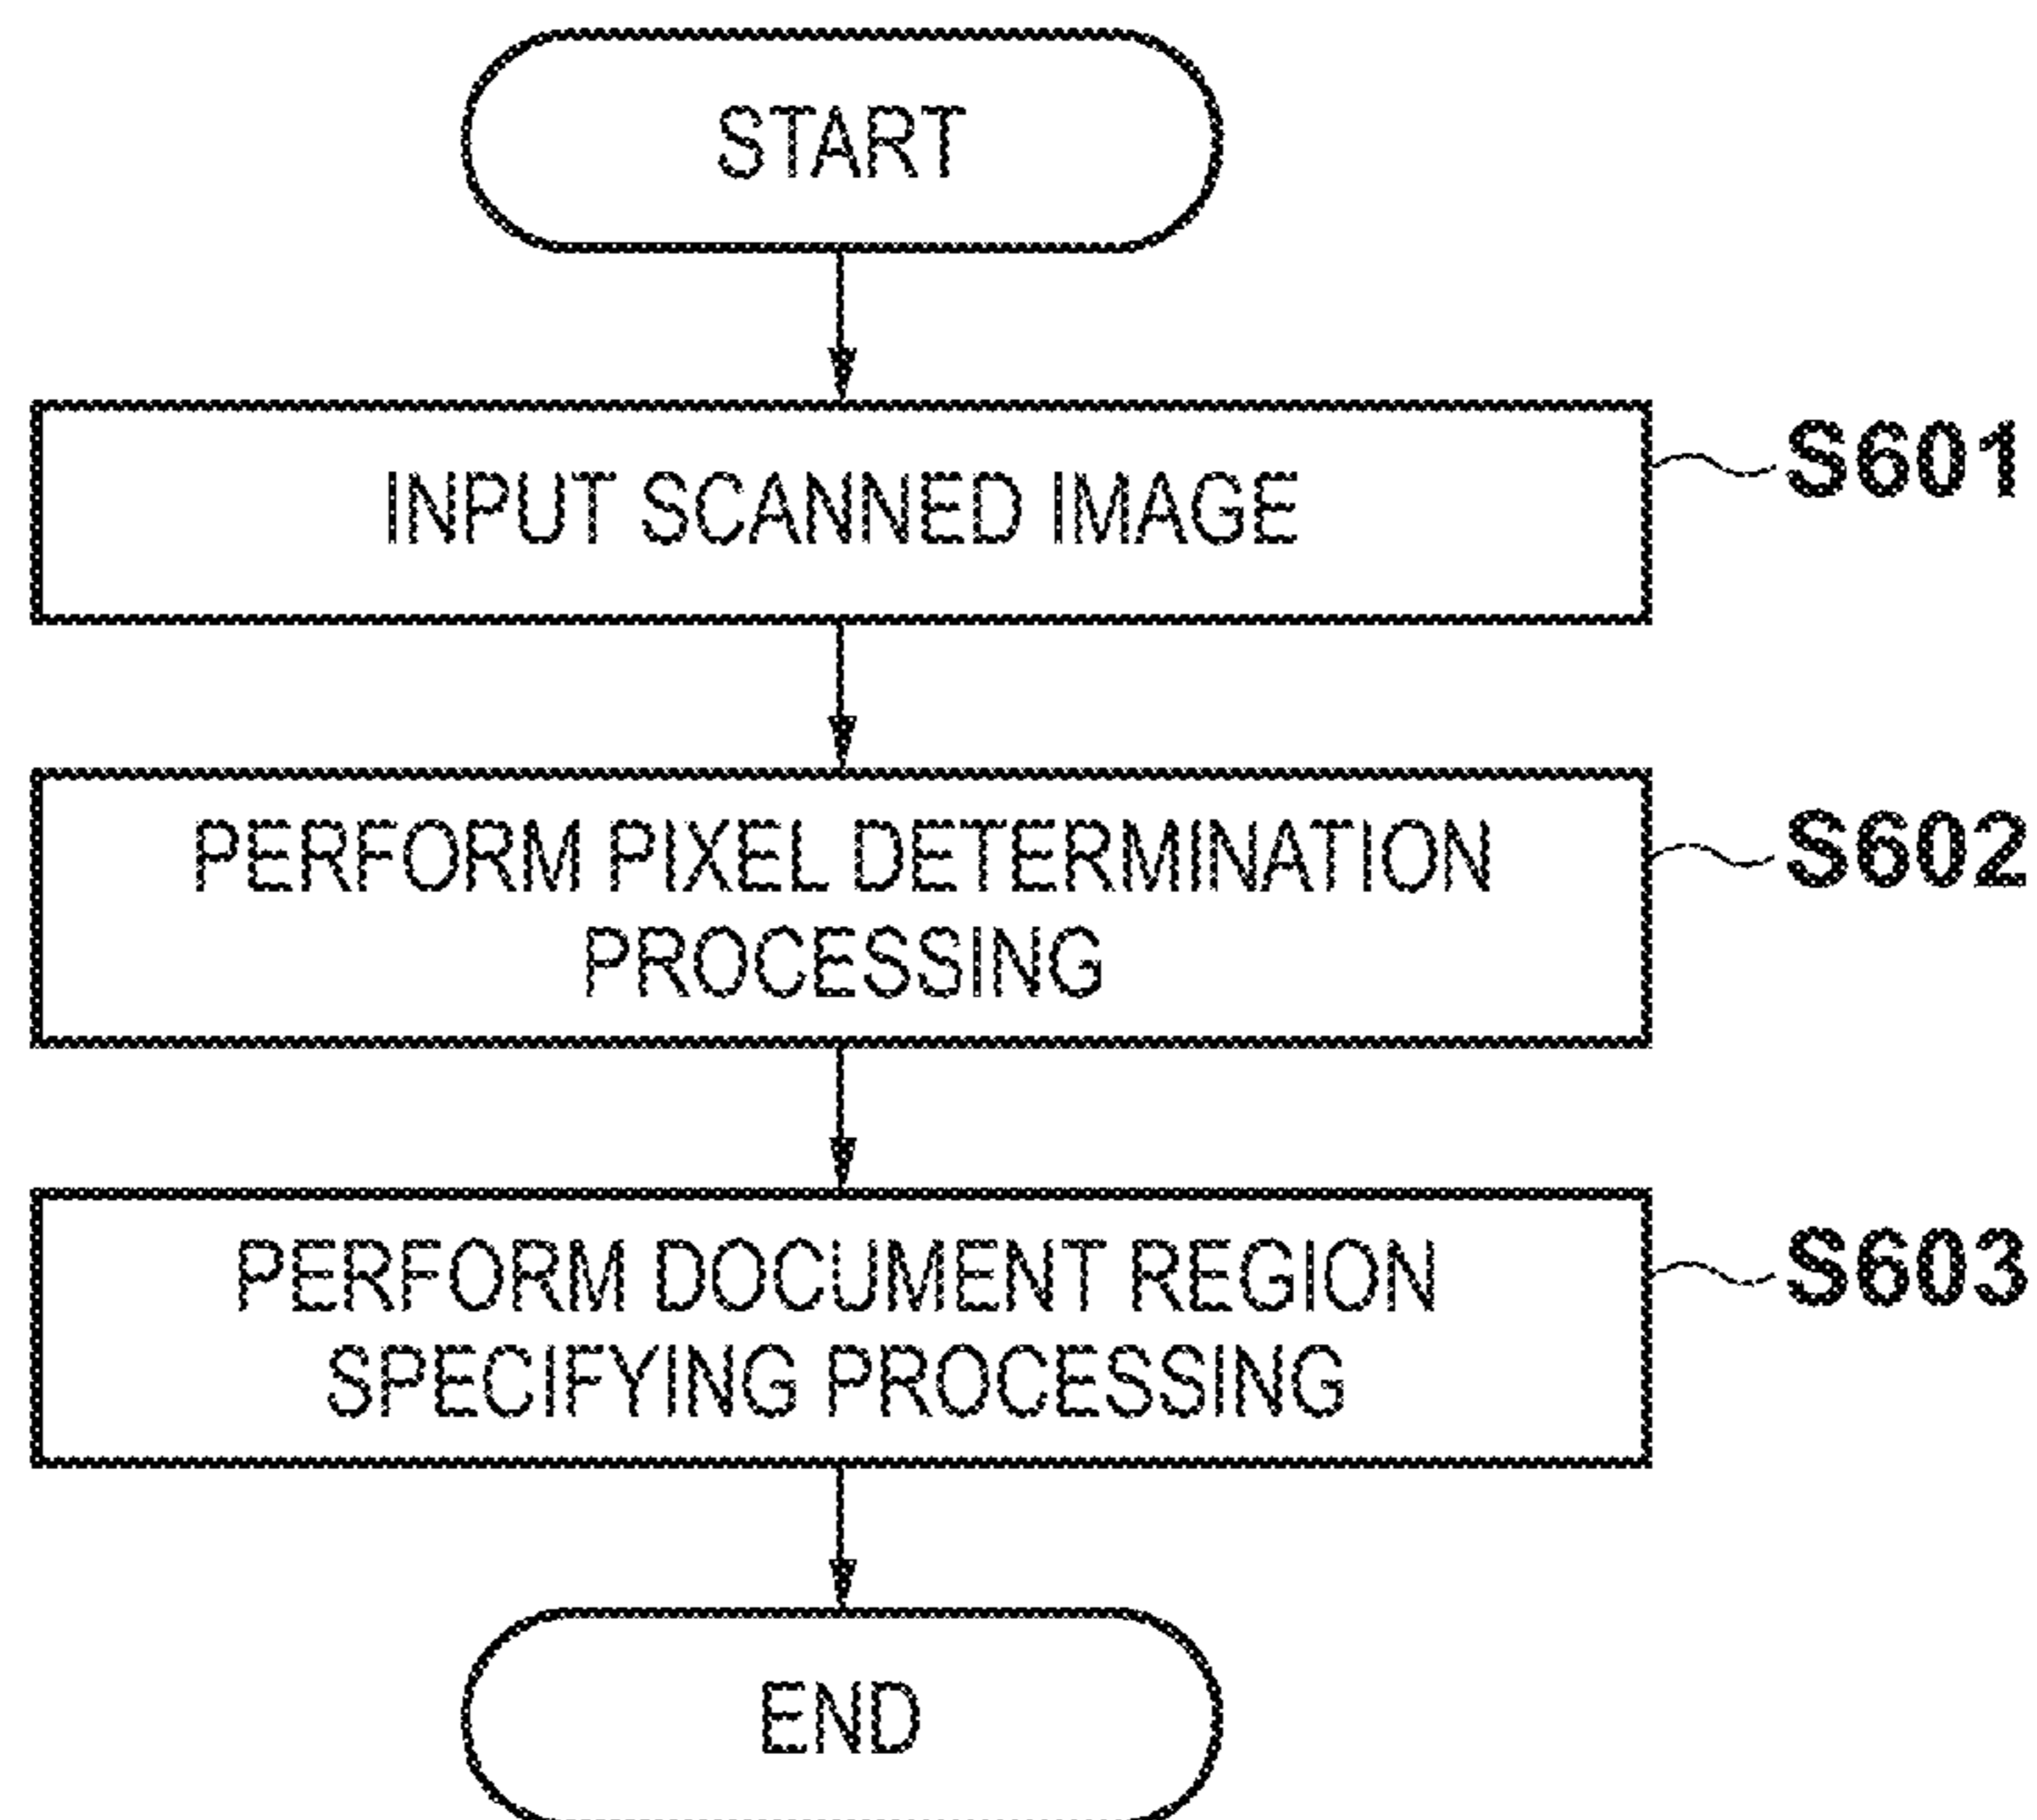 START
INPUT SCANNED IMAGE
S601
PERFORM PIXEL DETERMINATION
PROCESSING
S602
PERFORM DOCUMENT REGION
SPECIFYING PROCESSING
S603
END